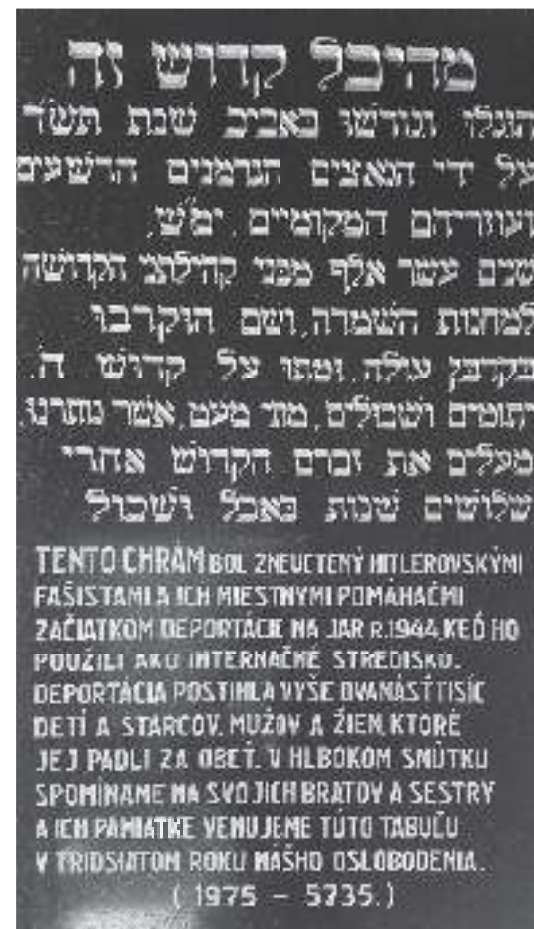 מהיכל קדוש זה
הוגלו וגורשו באביב שנת תש"ד
על ידי הנאצים הגרמנים הרשעים
ועוזריהם המקומיים, ימ"ש,
שנים עשר אלף מבני קהילתנו הקדושה
למחנות השמדה, ושם הוקרבו
כקרבן עולה, ומתו על קדוש ה'.
יתומים ושכולים, מתי מעט, אשר נותרנו,
מעלים את זכרם הקדוש אחרי
שלושים שנות באבל ושכול
TENTO CHRÁM BOL ZNEUCTENÝ HITLEROVSKÝMI
FAŠISTAMI A ICH MIESTNYMI POMÁHAČMI
ZAČIATKOM DEPORTÁCIE NA JAR R.1944, KEĎ HO
POUŽILI AKO INTERNAČNÉ STREDISKO.
DEPORTÁCIA POSTIHLA VYŠE DVANÁSŤTISÍC
DETÍ A STARCOV, MUŽOV A ŽIEN, KTORÉ
JEJ PADLI ZA OBEŤ. V HLBOKOM SMÚTKU
SPOMÍNAME NA SVOJICH BRATOV A SESTRY
A ICH PAMIATKE VENUJEME TÚTO TABUĽU
V TRIDSIATOM ROKU NÁŠHO OSLOBODENIA.
( 1975 - 5735.)